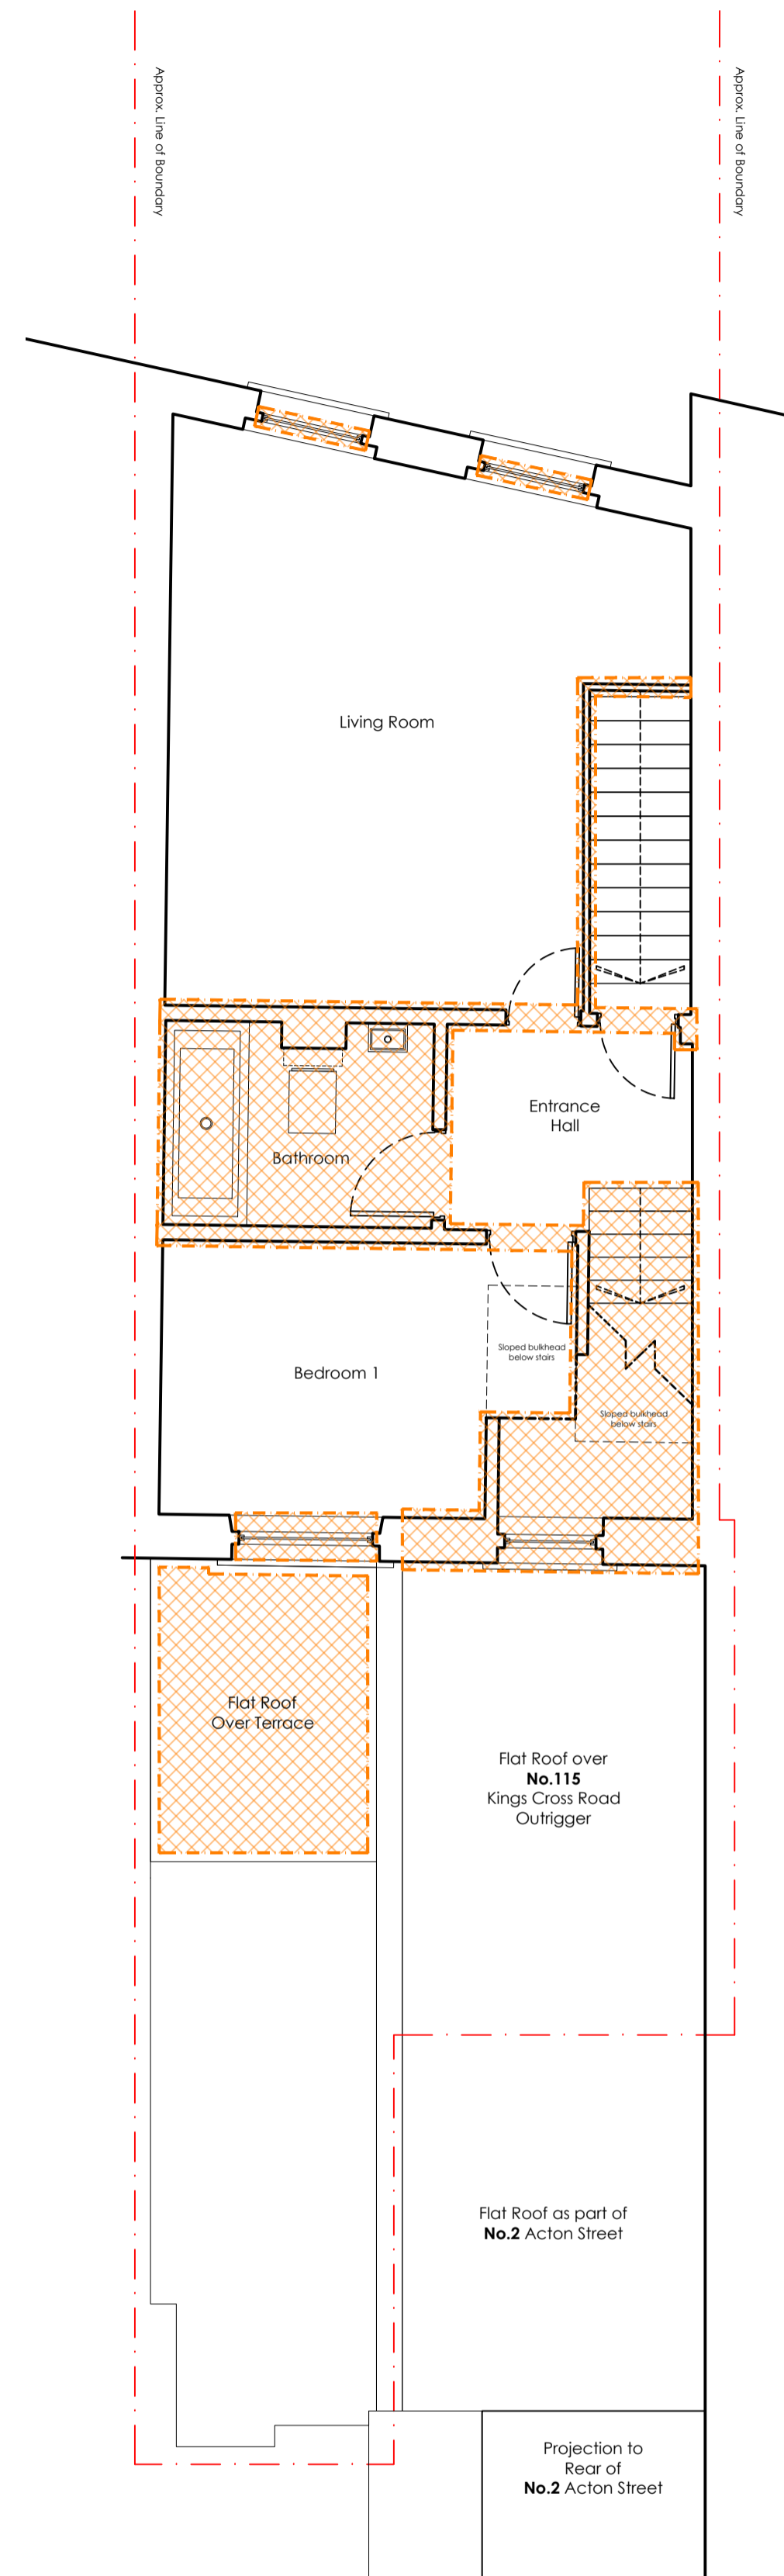 Approx. Line of Boundary
Approx. Line of Boundary
Living Room
Entrance
Hall
Bathroom
Sloped bulkhead
below stairs
Bedroom 1
Sloped bulkhead
below stairs
Flat Roof
Over Terrace
Flat Roof over
No.115
Kings Cross Road
Outrigger
Flat Roof as part of
No.2 Acton Street
Projection to
Rear of
No.2 Acton Street